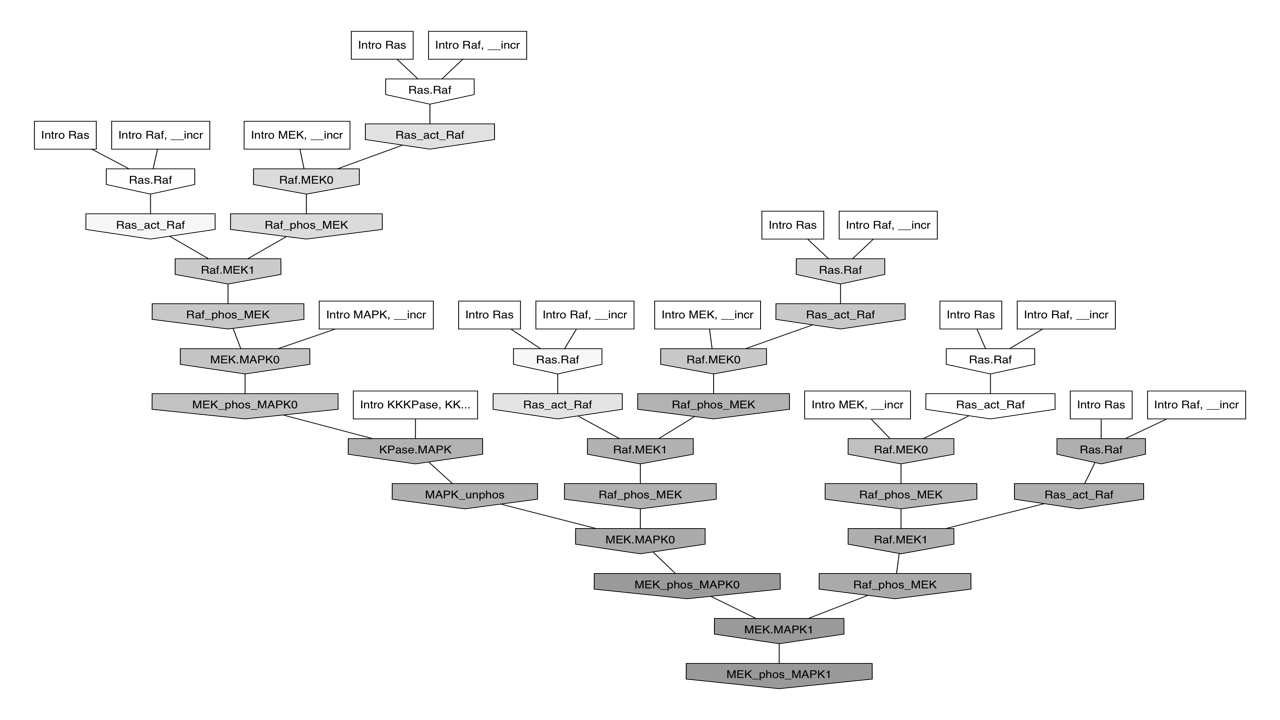 Intro Ras
Intro Raf, __incr
Ras.Raf
Intro Ras
Intro Raf, __incr
Intro MEK, __incr
Ras_act_Raf
Ras.Raf
Raf.MEK0
Ras_act_Raf
Raf_phos_MEK
Intro Ras
Intro Raf, __incr
Raf.MEK1
Ras.Raf
Raf_phos_MEK
Intro MAPK, __incr
Intro Ras
Intro Raf, __incr
Intro MEK, __incr
Ras_act_Raf
Intro Ras
Intro Raf, __incr
MEK.MAPK0
Ras.Raf
Raf.MEK0
Ras.Raf
MEK_phos_MAPK0
Intro KKKPase, KK...
Ras_act_Raf
Raf_phos_MEK
Intro MEK, __incr
Ras_act_Raf
Intro Ras
Intro Raf, __incr
KPase.MAPK
Raf.MEK1
Raf.MEK0
Ras.Raf
MAPK_unphos
Raf_phos_MEK
Raf_phos_MEK
Ras_act_Raf
MEK.MAPK0
Raf.MEK1
MEK_phos_MAPK0
Raf_phos_MEK
MEK.MAPK1
MEK_phos_MAPK1